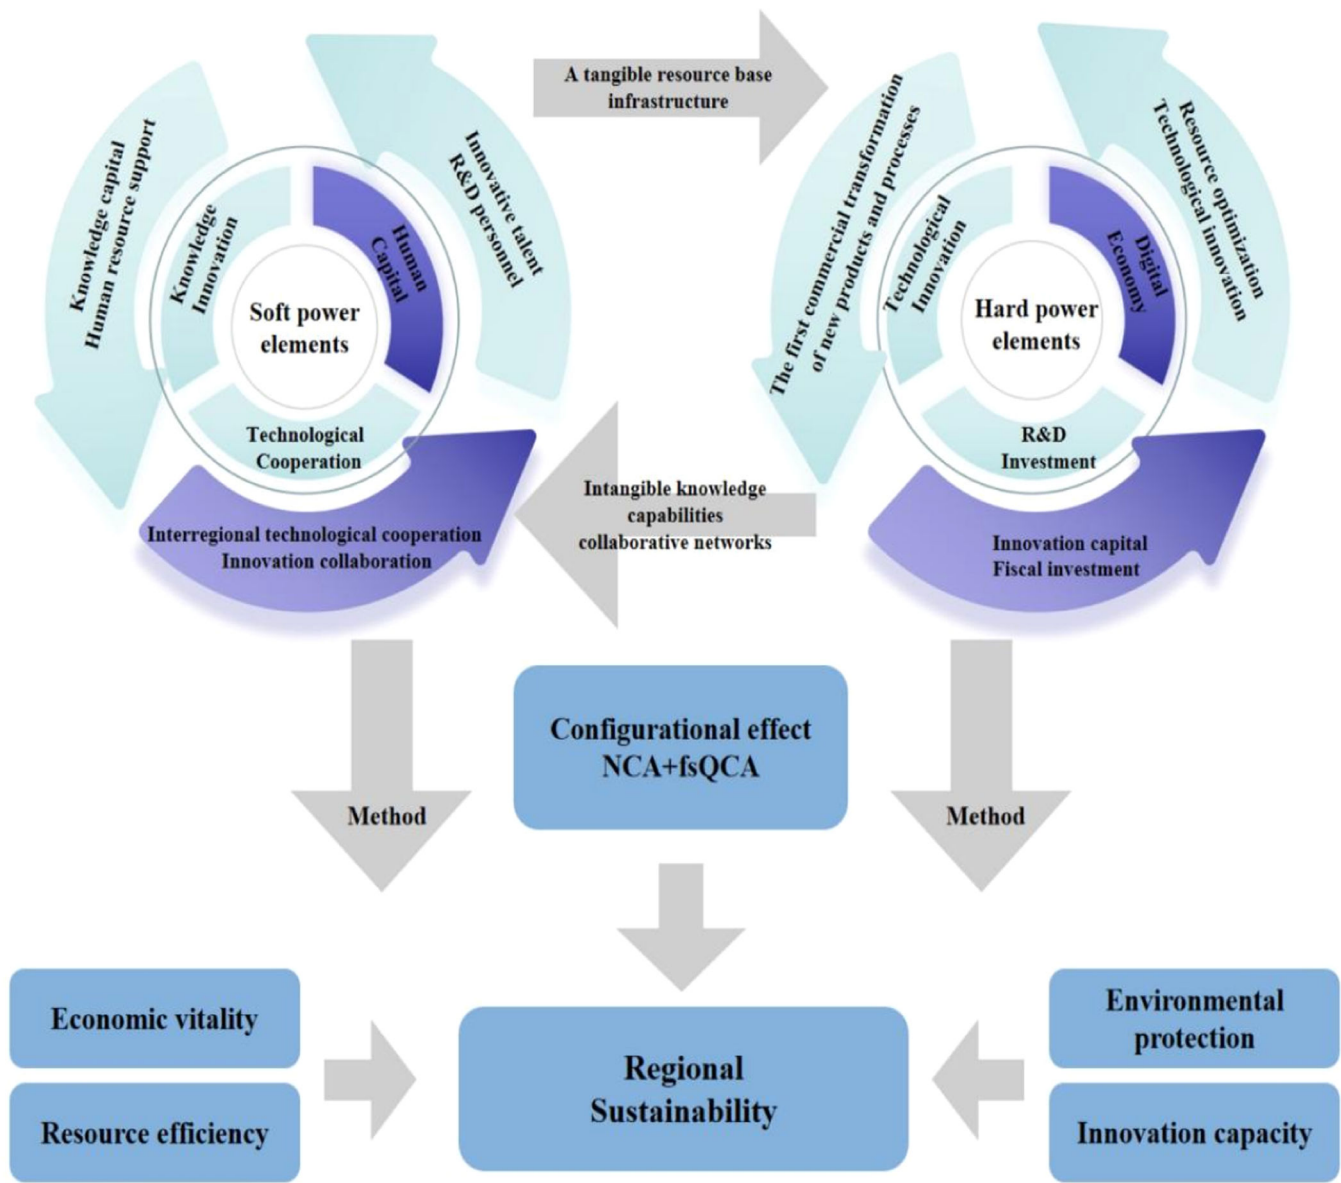 A tangible resource base
infrastructure
Knowledge capital
Human resource support
Knowledge
Innovation
Human
Capital
Innovative talent
R&D personnel
Soft power
elements
Technological
Cooperation
Interregional technological cooperation
Innovation collaboration
The first commercial transformation
of new products and processes
Technological
Innovation
Digital
Economy
Resource optimization
Technological innovation
Hard power
elements
R&D
Investment
Innovation capital
Fiscal investment
Intangible knowledge
capabilities
collaborative networks
Configurational effect
NCA+fsQCA
Method
Method
Economic vitality
Resource efficiency
Regional
Sustainability
Environmental
protection
Innovation capacity